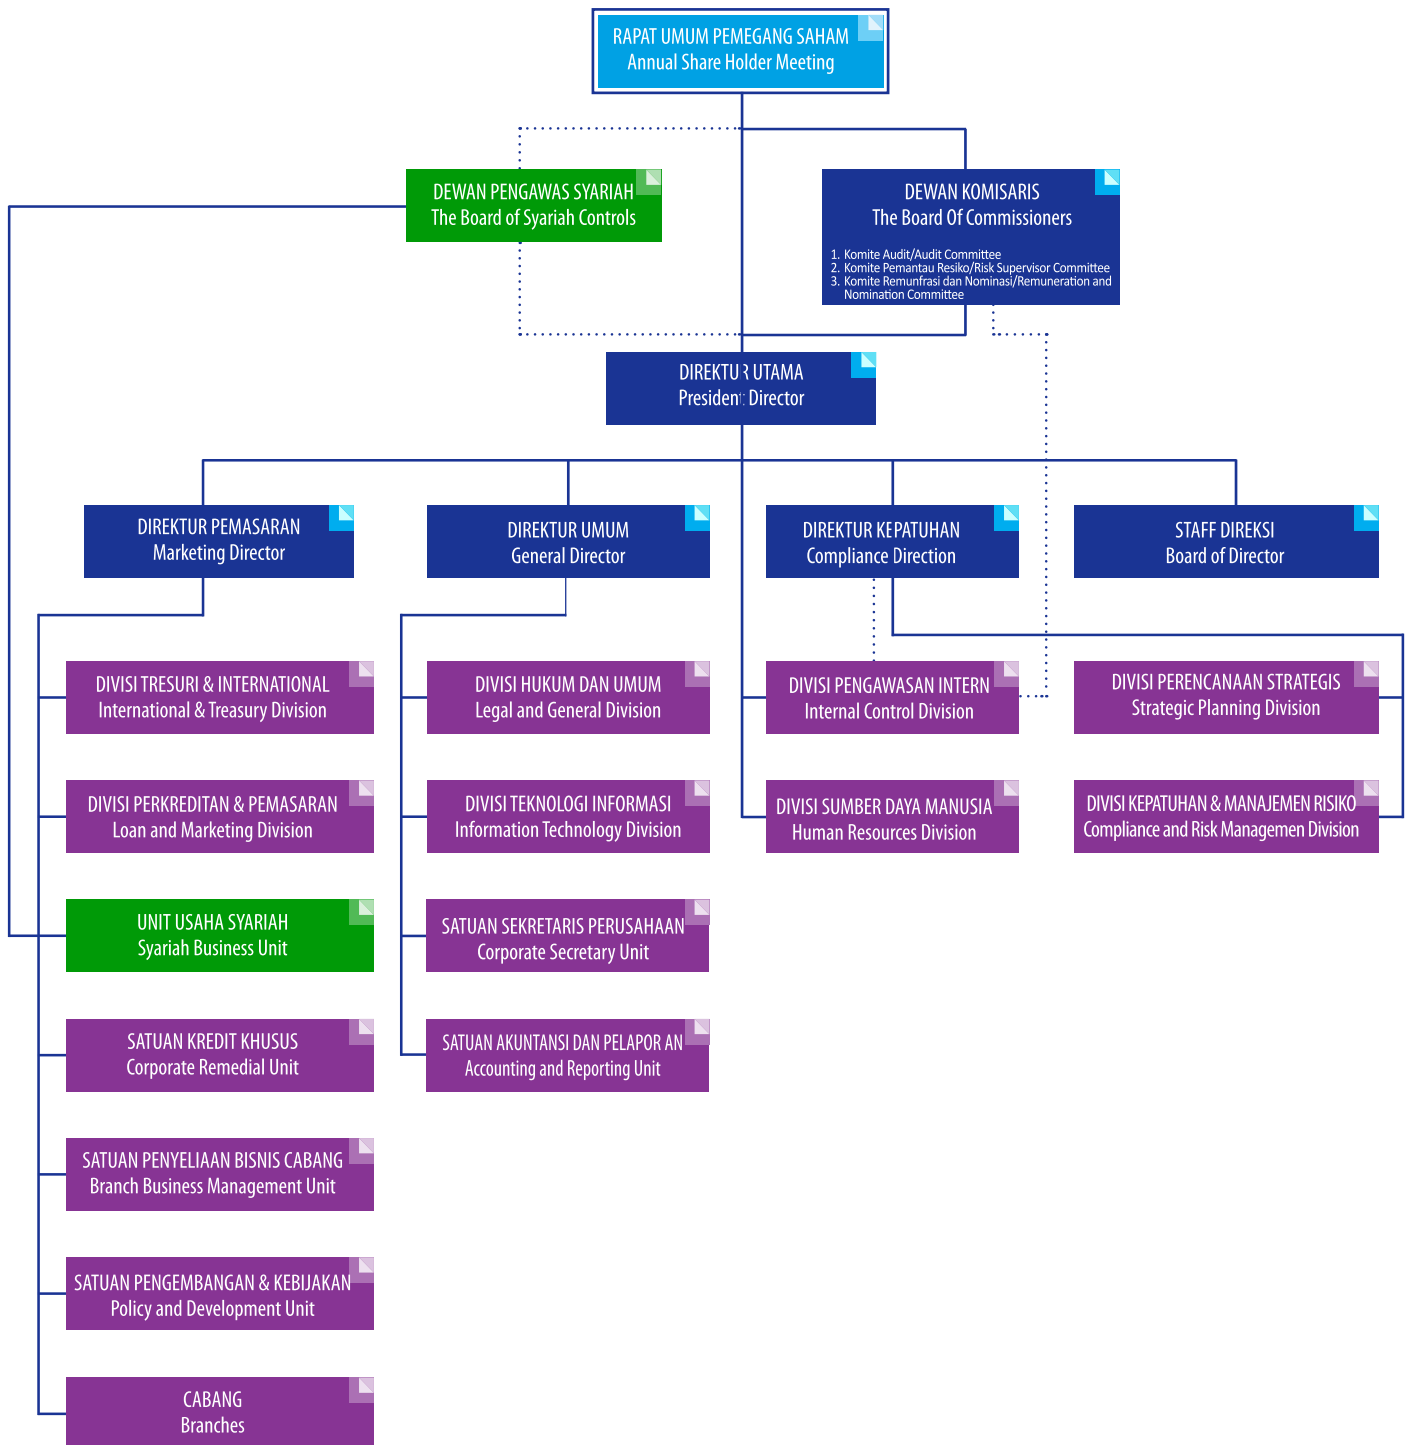 RAPAT UMUM PEMEGANG SAHAM
Annual Share Holder Meeting
DEWAN PENGAWAS SYARIAH
The Board of Syariah Controls
DEWAN KOMISARIS
The Board Of Commissioners
1. Komite Audit/Audit Committee
2. Komite Pemantau Resiko/Risk Supervisor Committee
3. Komite Remunfrasi dan Nominasi/Remuneration and
Nomination Committee
DIREKTUR UTAMA
President Director
DIREKTUR PEMASARAN
Marketing Director
DIREKTUR UMUM
General Director
DIREKTUR KEPATUHAN
Compliance Direction
STAFF DIREKSI
Board of Director
DIVISI TRESURI & INTERNATIONAL
International & Treasury Division
DIVISI HUKUM DAN UMUM
Legal and General Division
DIVISI PENGAWASAN INTERN
Internal Control Division
DIVISI PERENCANAAN STRATEGIS
Strategic Planning Division
DIVISI PERKREDITAN & PEMASARAN
Loan and Marketing Division
DIVISI TEKNOLOGI INFORMASI
Information Technology Division
DIVISI SUMBER DAYA MANUSIA
Human Resources Division
DIVISI KEPATUHAN & MANAJEMEN RISIKO
Compliance and Risk Managemen Division
UNIT USAHA SYARIAH
Syariah Business Unit
SATUAN SEKRETARIS PERUSAHAAN
Corporate Secretary Unit
SATUAN KREDIT KHUSUS
Corporate Remedial Unit
SATUAN AKUNTANSI DAN PELAPOR AN
Accounting and Reporting Unit
SATUAN PENYELIAAN BISNIS CABANG
Branch Business Management Unit
SATUAN PENGEMBANGAN & KEBIJAKAN
Policy and Development Unit
CABANG
Branches